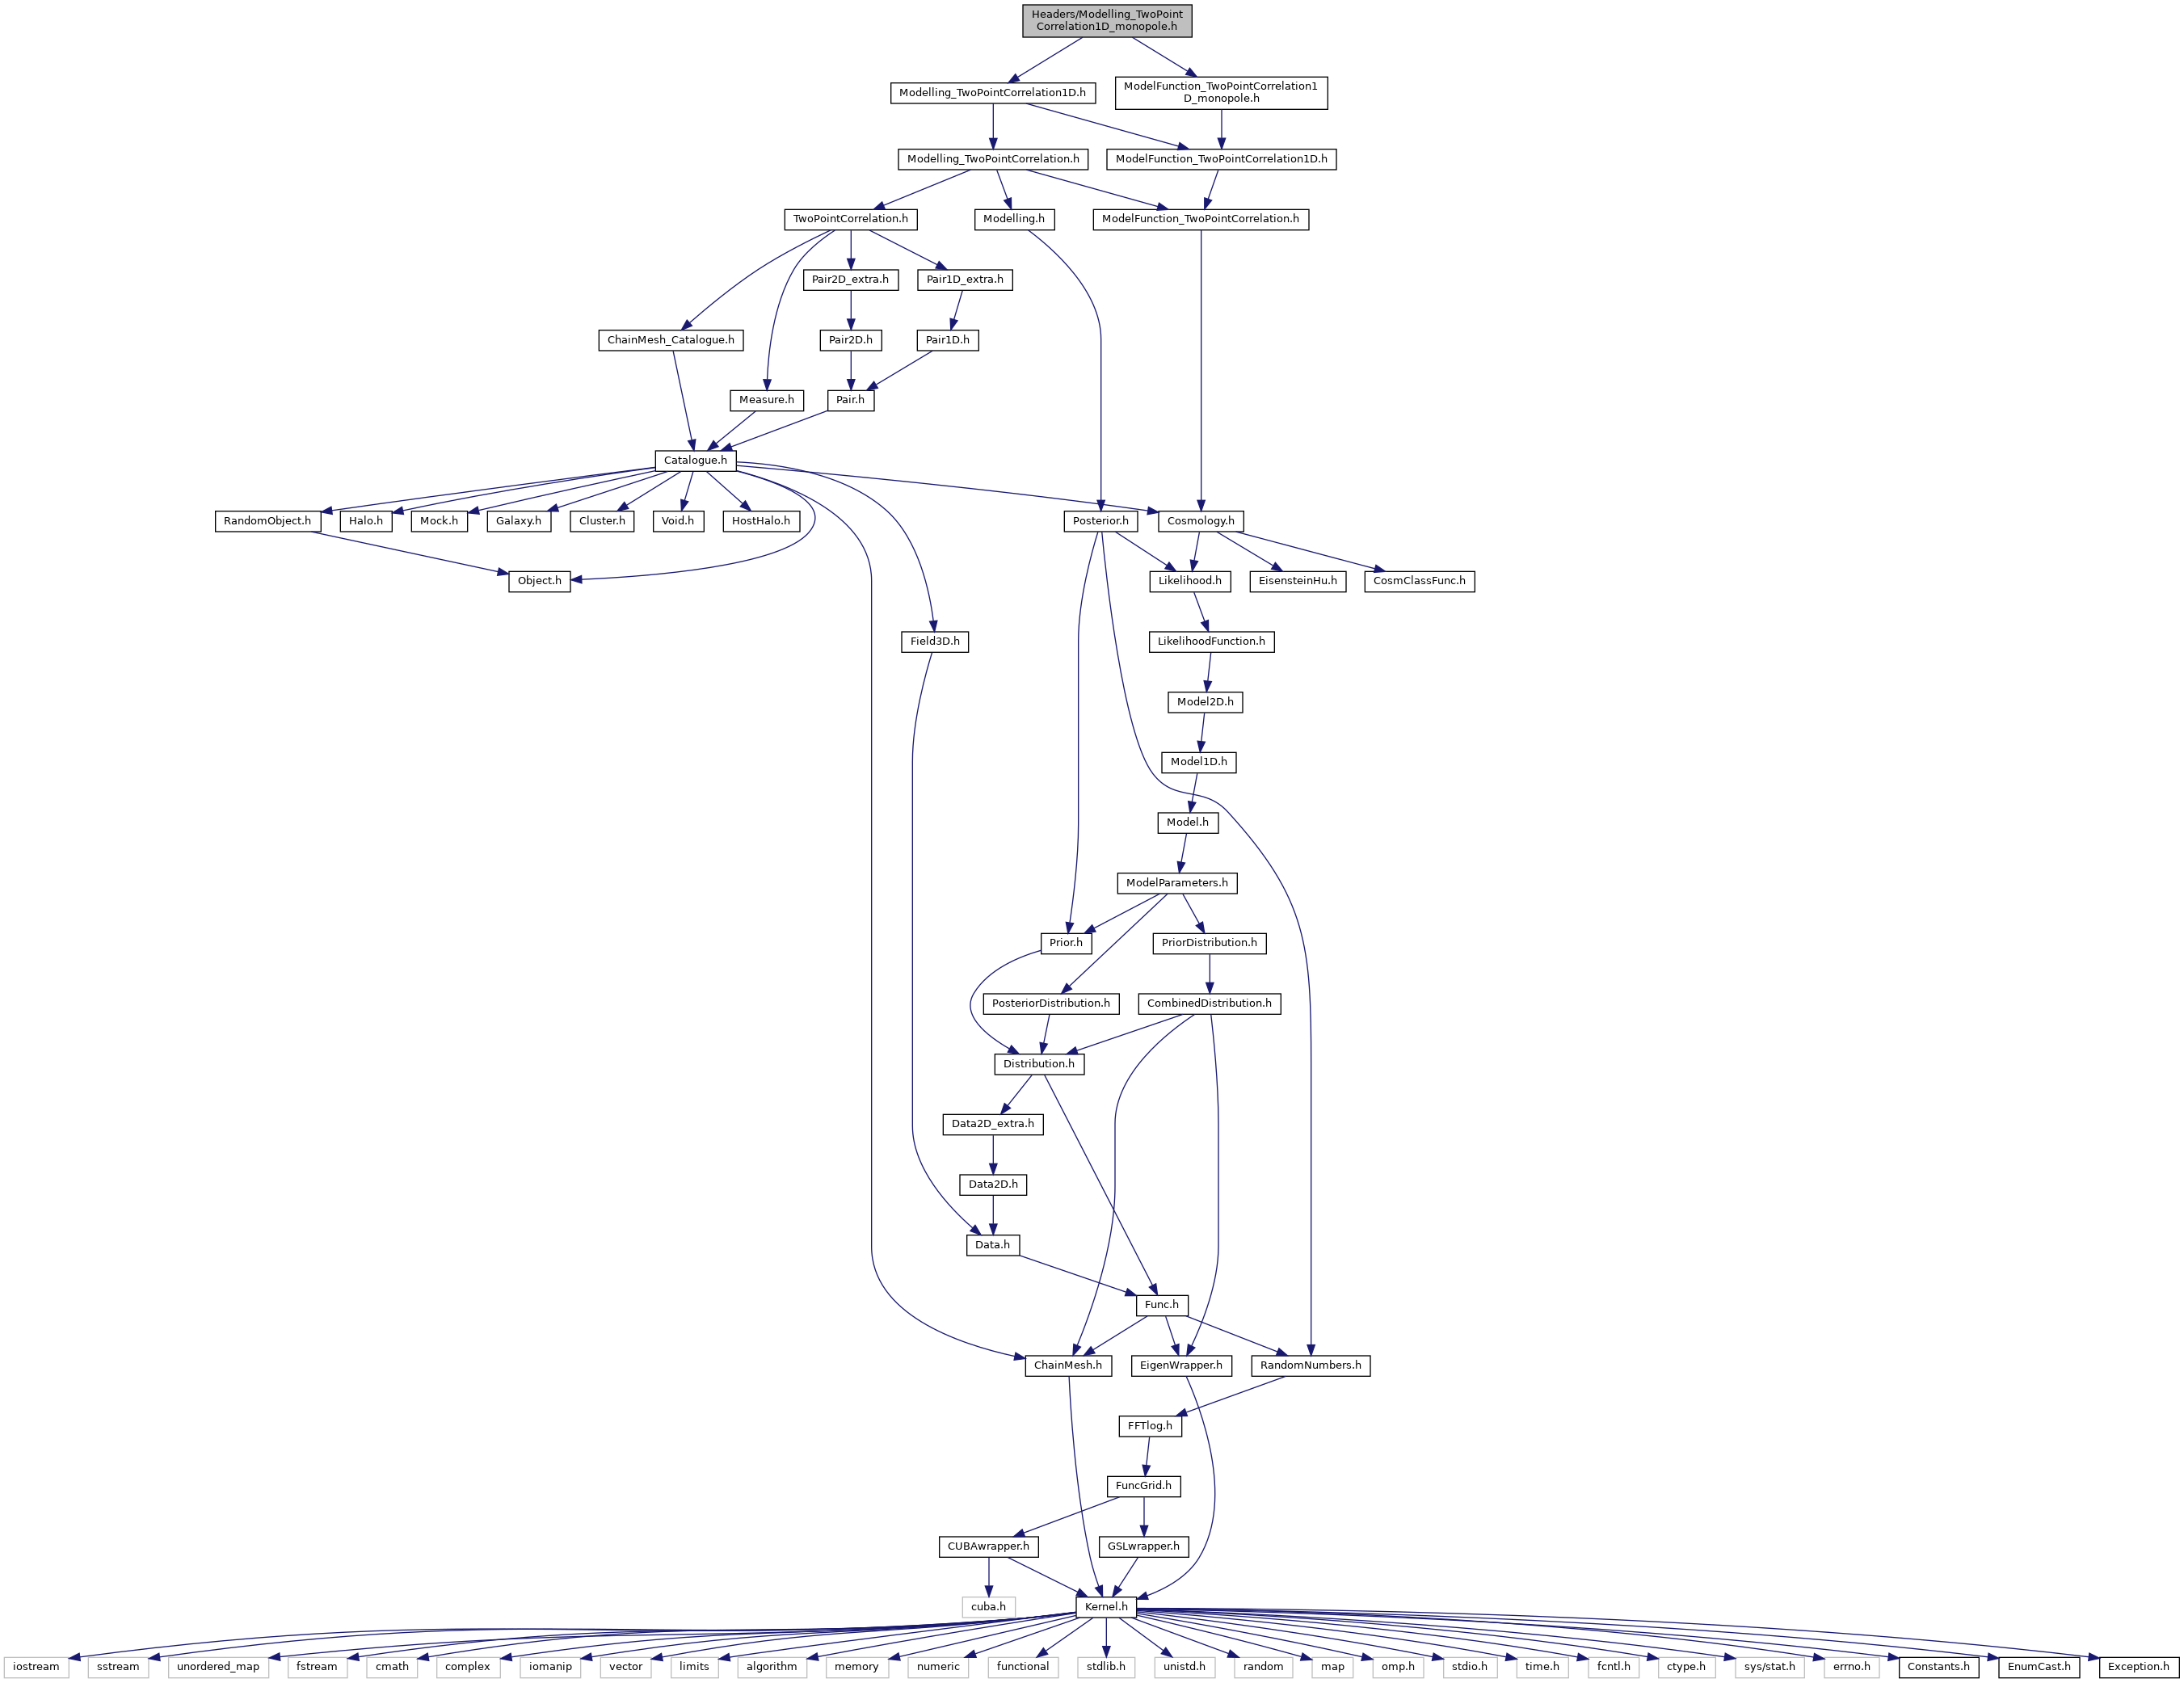 Headers/Modelling_TwoPoint
Correlation1D_monopole.h
Modelling_TwoPointCorrelation1D.h
ModelFunction_TwoPointCorrelation1
D_monopole.h
Modelling_TwoPointCorrelation.h
ModelFunction_TwoPointCorrelation1D.h
TwoPointCorrelation.h
Modelling.h
ModelFunction_TwoPointCorrelation.h
Pair2D_extra.h
Pair1D_extra.h
ChainMesh_Catalogue.h
Pair2D.h
Pair1D.h
Measure.h
Pair.h
Catalogue.h
RandomObject.h
Halo.h
Mock.h
Galaxy.h
Cluster.h
Void.h
HostHalo.h
Posterior.h
Cosmology.h
Object.h
Likelihood.h
EisensteinHu.h
CosmClassFunc.h
Field3D.h
LikelihoodFunction.h
Model2D.h
Model1D.h
Model.h
ModelParameters.h
Prior.h
PriorDistribution.h
PosteriorDistribution.h
CombinedDistribution.h
Distribution.h
Data2D_extra.h
Data2D.h
Data.h
Func.h
ChainMesh.h
EigenWrapper.h
RandomNumbers.h
FFTlog.h
FuncGrid.h
CUBAwrapper.h
GSLwrapper.h
cuba.h
Kernel.h
iostream
sstream
unordered_map
fstream
cmath
complex
iomanip
vector
limits
algorithm
memory
numeric
functional
stdlib.h
unistd.h
random
map
omp.h
stdio.h
time.h
fcntl.h
ctype.h
sys/stat.h
errno.h
Constants.h
EnumCast.h
Exception.h